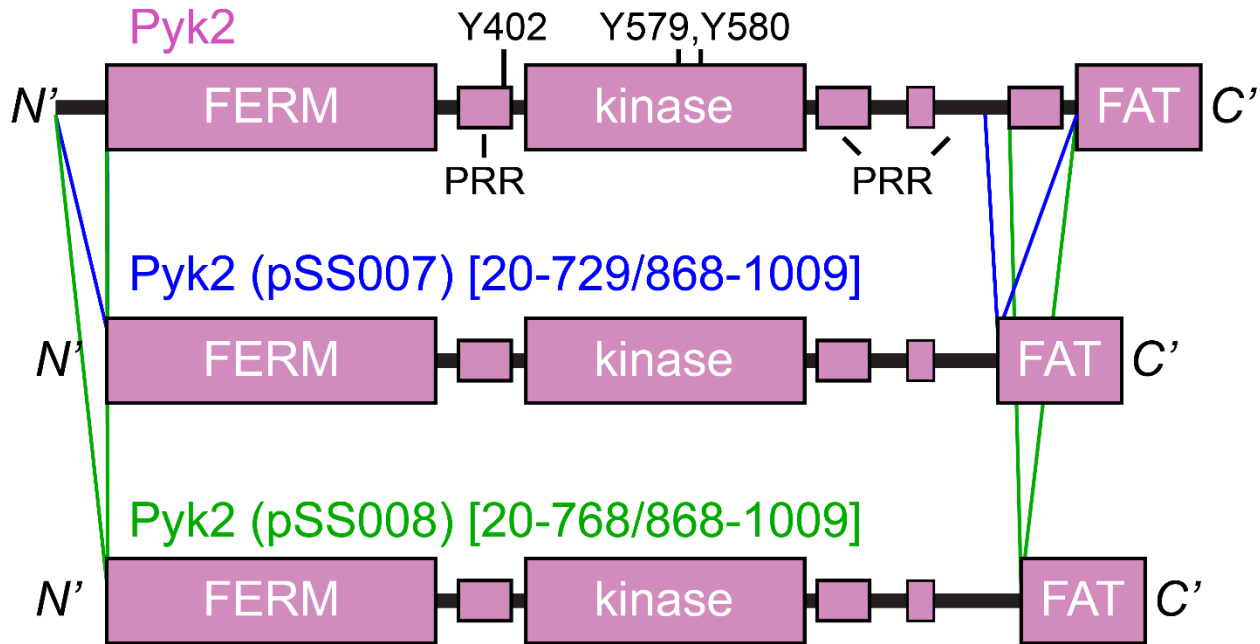 Pyk2
Y402 Y579,Y580
N’ FERM kinase FAT C’
PRR PRR
Pyk2 (pSS007) [20-729/868-1009]
N’ FERM kinase FAT C’
Pyk2 (pSS008) [20-768/868-1009]
N’ FERM kinase FAT C’